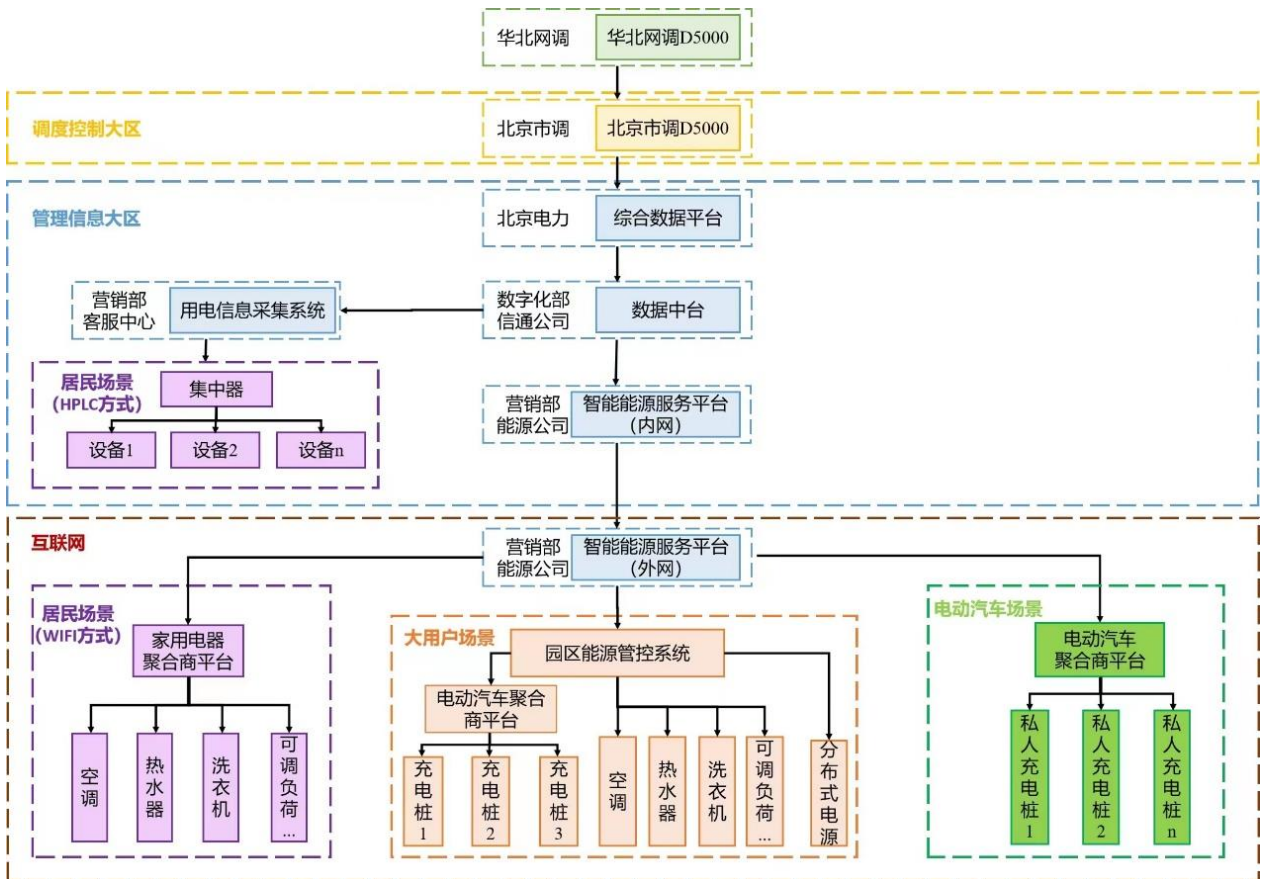 华北网调
华北网调D5000
调度控制大区
北京市调
北京市调D5000
管理信息大区
北京电力
综合数据平台
营销部
客服中心
用电信息采集系统
数字化部
信通公司
数据中台
居民场景
（HPLC方式）
集中器
设备1
设备2
设备n
营销部
能源公司
智能能源服务平台
（内网）
互联网
营销部
能源公司
智能能源服务平台
（外网）
居民场景
（WIFI方式）
家用电器
聚合商平台
空调
热水器
洗衣机
可调负荷...
大用户场景
园区能源管控系统
电动汽车聚合
商平台
充电桩1
充电桩2
充电桩3
空调
热水器
洗衣机
可调负荷...
分布式电源
电动汽车场景
电动汽车
聚合商平台
私人充电桩1
私人充电桩2
私人充电桩n